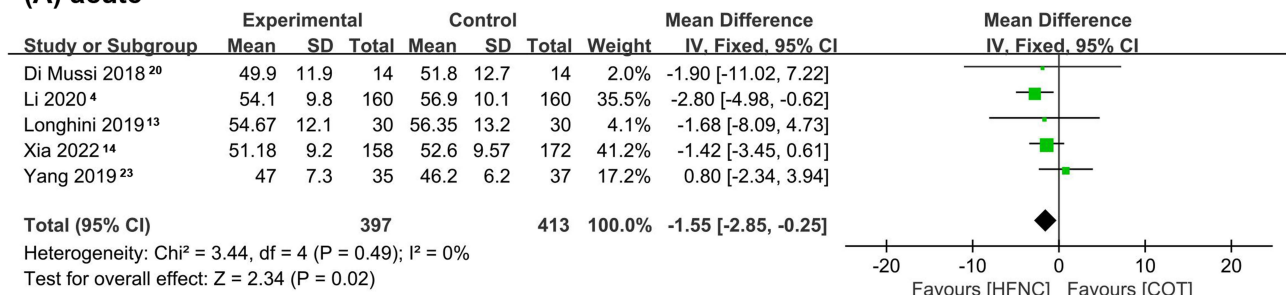 (A) acute
Experimental Control Mean Difference Mean Difference
Study or Subgroup Mean SD Total Mean SD Total Weight IV, Fixed, 95% CI IV, Fixed, 95% CI
Di Mussi 2018 20 49.9 11.9 14 51.8 12.7 14 2.0% -1.90 [-11.02, 7.22]
Li 2020 4 54.1 9.8 160 56.9 10.1 160 35.5% -2.80 [-4.98, -0.62]
Longhini 2019 13 54.67 12.1 30 56.35 13.2 30 4.1% -1.68 [-8.09, 4.73]
Xia 2022 14 51.18 9.2 158 52.6 9.57 172 41.2% -1.42 [-3.45, 0.61]
Yang 2019 23 47 7.3 35 46.2 6.2 37 17.2% 0.80 [-2.34, 3.94]
Total (95% CI) 397 413 100.0% -1.55 [-2.85, -0.25]
Heterogeneity: Chi² = 3.44, df = 4 (P = 0.49); I² = 0%
Test for overall effect: Z = 2.34 (P = 0.02)
-20 -10 0 10 20
Favours [HFNC] Favours [COT]